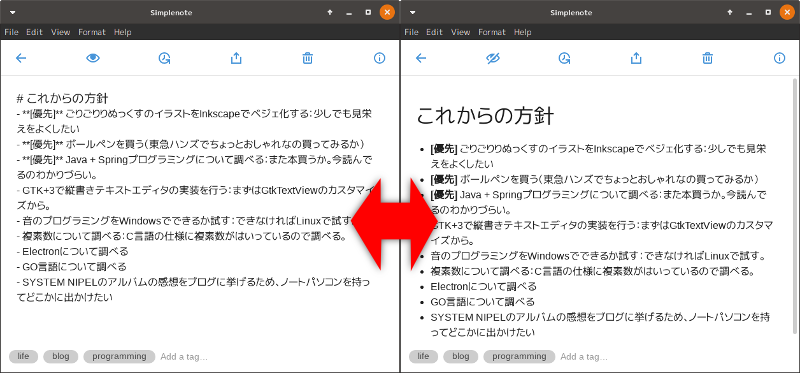 Simplenote
File Edit View Format Help
# これからの方針
- **[優先]** ごりごりりぬっくすのイラストをInkscapeでベジェ化する：少しでも見栄
えをよくしたい
- **[優先]** ボールペンを買う（東急ハンズでちょっとおしゃれなの買ってみるか）
- **[優先]** Java + Springプログラミングについて調べる：また本買うか。今読んで
るのわかりづらい。
- GTK+3で縦書きテキストエディタの実装を行う：まずはGtkTextViewのカスタマイ
ズから。
- 音のプログラミングをWindowsでできるか試す：できなければLinuxで試す
- 複素数について調べる：C言語の仕様に複素数がはいっているので調べる。
- Electronについて調べる
- GO言語について調べる
- SYSTEM NIPELのアルバムの感想をブログに挙げるため、ノートパソコンを持っ
てどこかに出かけたい
life blog programming Add a tag...
Simplenote
File Edit View Format Help
これからの方針
• [優先] ごりごりりぬっくすのイラストをInkscapeでベジェ化する：少しでも見栄
えをよくしたい
• [優先] ボールペンを買う（東急ハンズでちょっとおしゃれなの買ってみるか）
• [優先] Java + Springプログラミングについて調べる：また本買うか。今読んで
るのわかりづらい。
GTK+3で縦書きテキストエディタの実装を行う：まずはGtkTextViewのカスタマ
イズから。
• 音のプログラミングをWindowsでできるか試す：できなければLinuxで試す。
• 複素数について調べる：C言語の仕様に複素数がはいっているので調べる。
• Electronについて調べる
• GO言語について調べる
• SYSTEM NIPELのアルバムの感想をブログに挙げるため、ノートパソコンを持
ってどこかに出かけたい
life blog programming Add a tag...